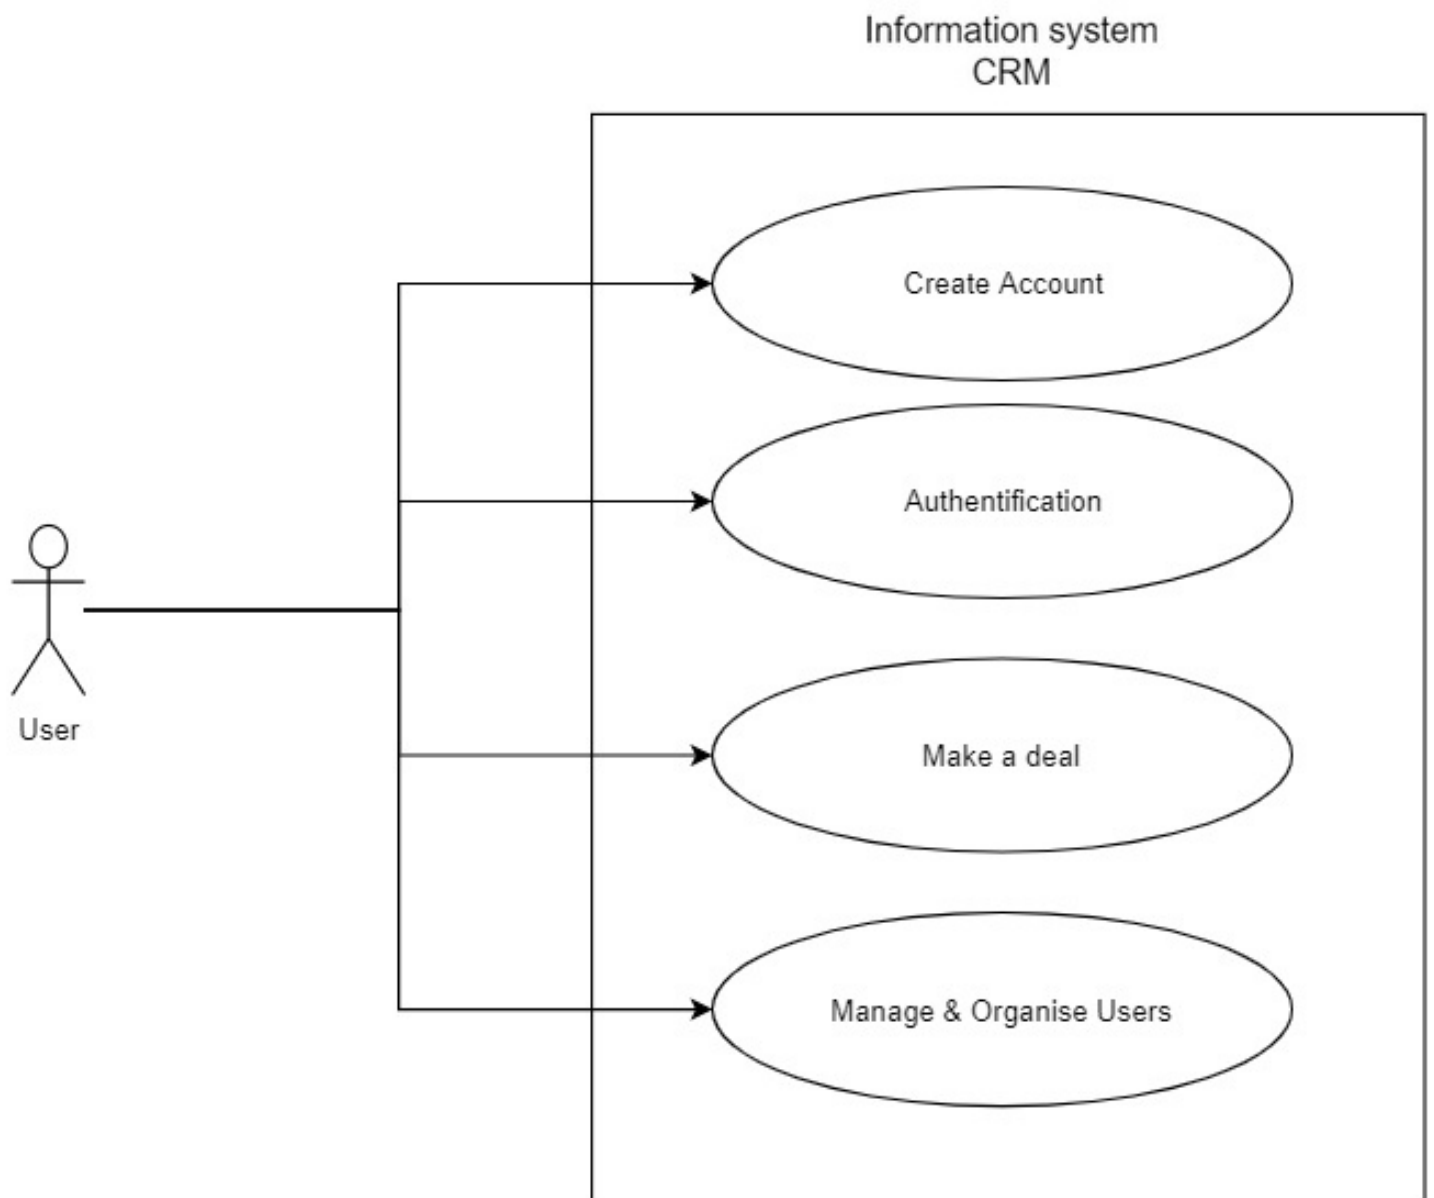 Information system
CRM
Create Account
Authentification
User
Make a deal
Manage & Organise Users